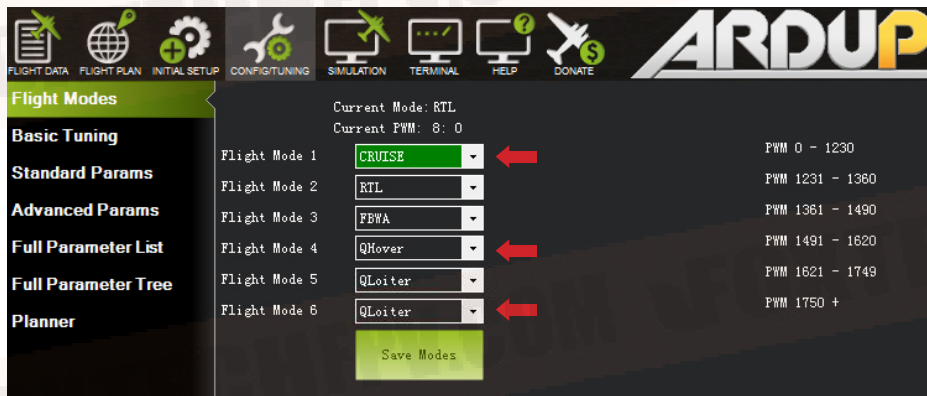 FLIGHT DATA FLIGHT PLAN INITIAL SETUP CONFIG/TUNING SIMULATION TERMINAL HELP DONATE ARDUP
Flight Modes
Basic Tuning
Standard Params
Advanced Params
Full Parameter List
Full Parameter Tree
Planner
Current Mode: RTL
Current PWM: 8: 0
Flight Mode 1 CRUISE PWM 0 - 1230
Flight Mode 2 RTL PWM 1231 - 1360
Flight Mode 3 FBWA PWM 1361 - 1490
Flight Mode 4 QHover PWM 1491 - 1620
Flight Mode 5 QLoiter PWM 1621 - 1749
Flight Mode 6 QLoiter PWM 1750 +
Save Modes